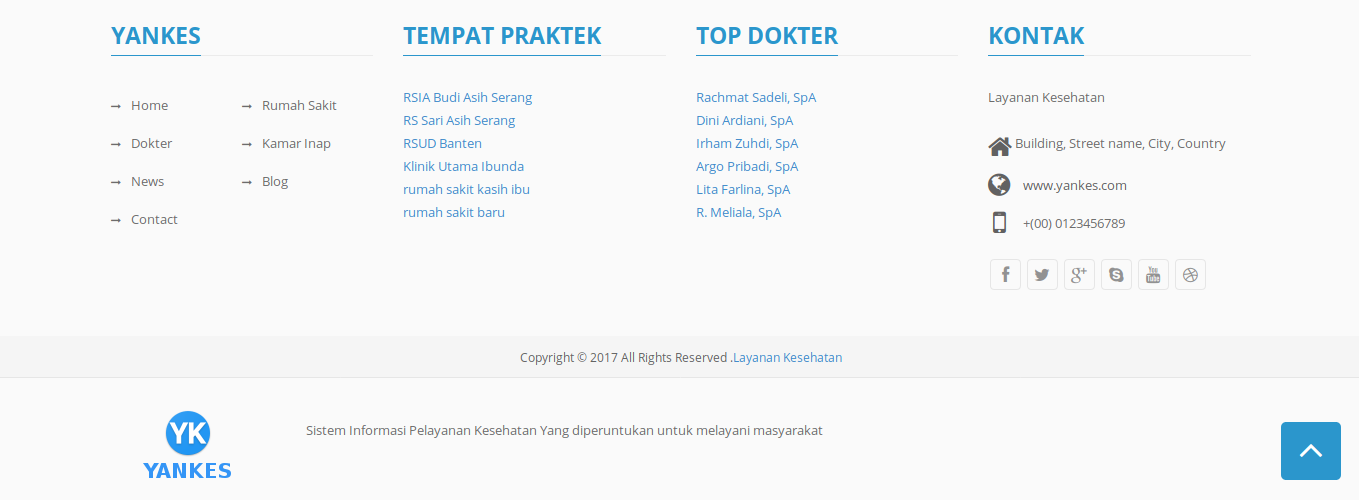 YANKES
Home
Rumah Sakit
Dokter
Kamar Inap
News
Blog
Contact
TEMPAT PRAKTEK
RSIA Budi Asih Serang
RS Sari Asih Serang
RSUD Banten
Klinik Utama Ibunda
rumah sakit kasih ibu
rumah sakit baru
TOP DOKTER
Rachmat Sadeli, SpA
Dini Ardiani, SpA
Irham Zuhdi, SpA
Argo Pribadi, SpA
Lita Farlina, SpA
R. Meliala, SpA
KONTAK
Layanan Kesehatan
Building, Street name, City, Country
www.yankes.com
+(00) 0123456789
Copyright © 2017 All Rights Reserved .Layanan Kesehatan
YK
YANKES
Sistem Informasi Pelayanan Kesehatan Yang diperuntukan untuk melayani masyarakat